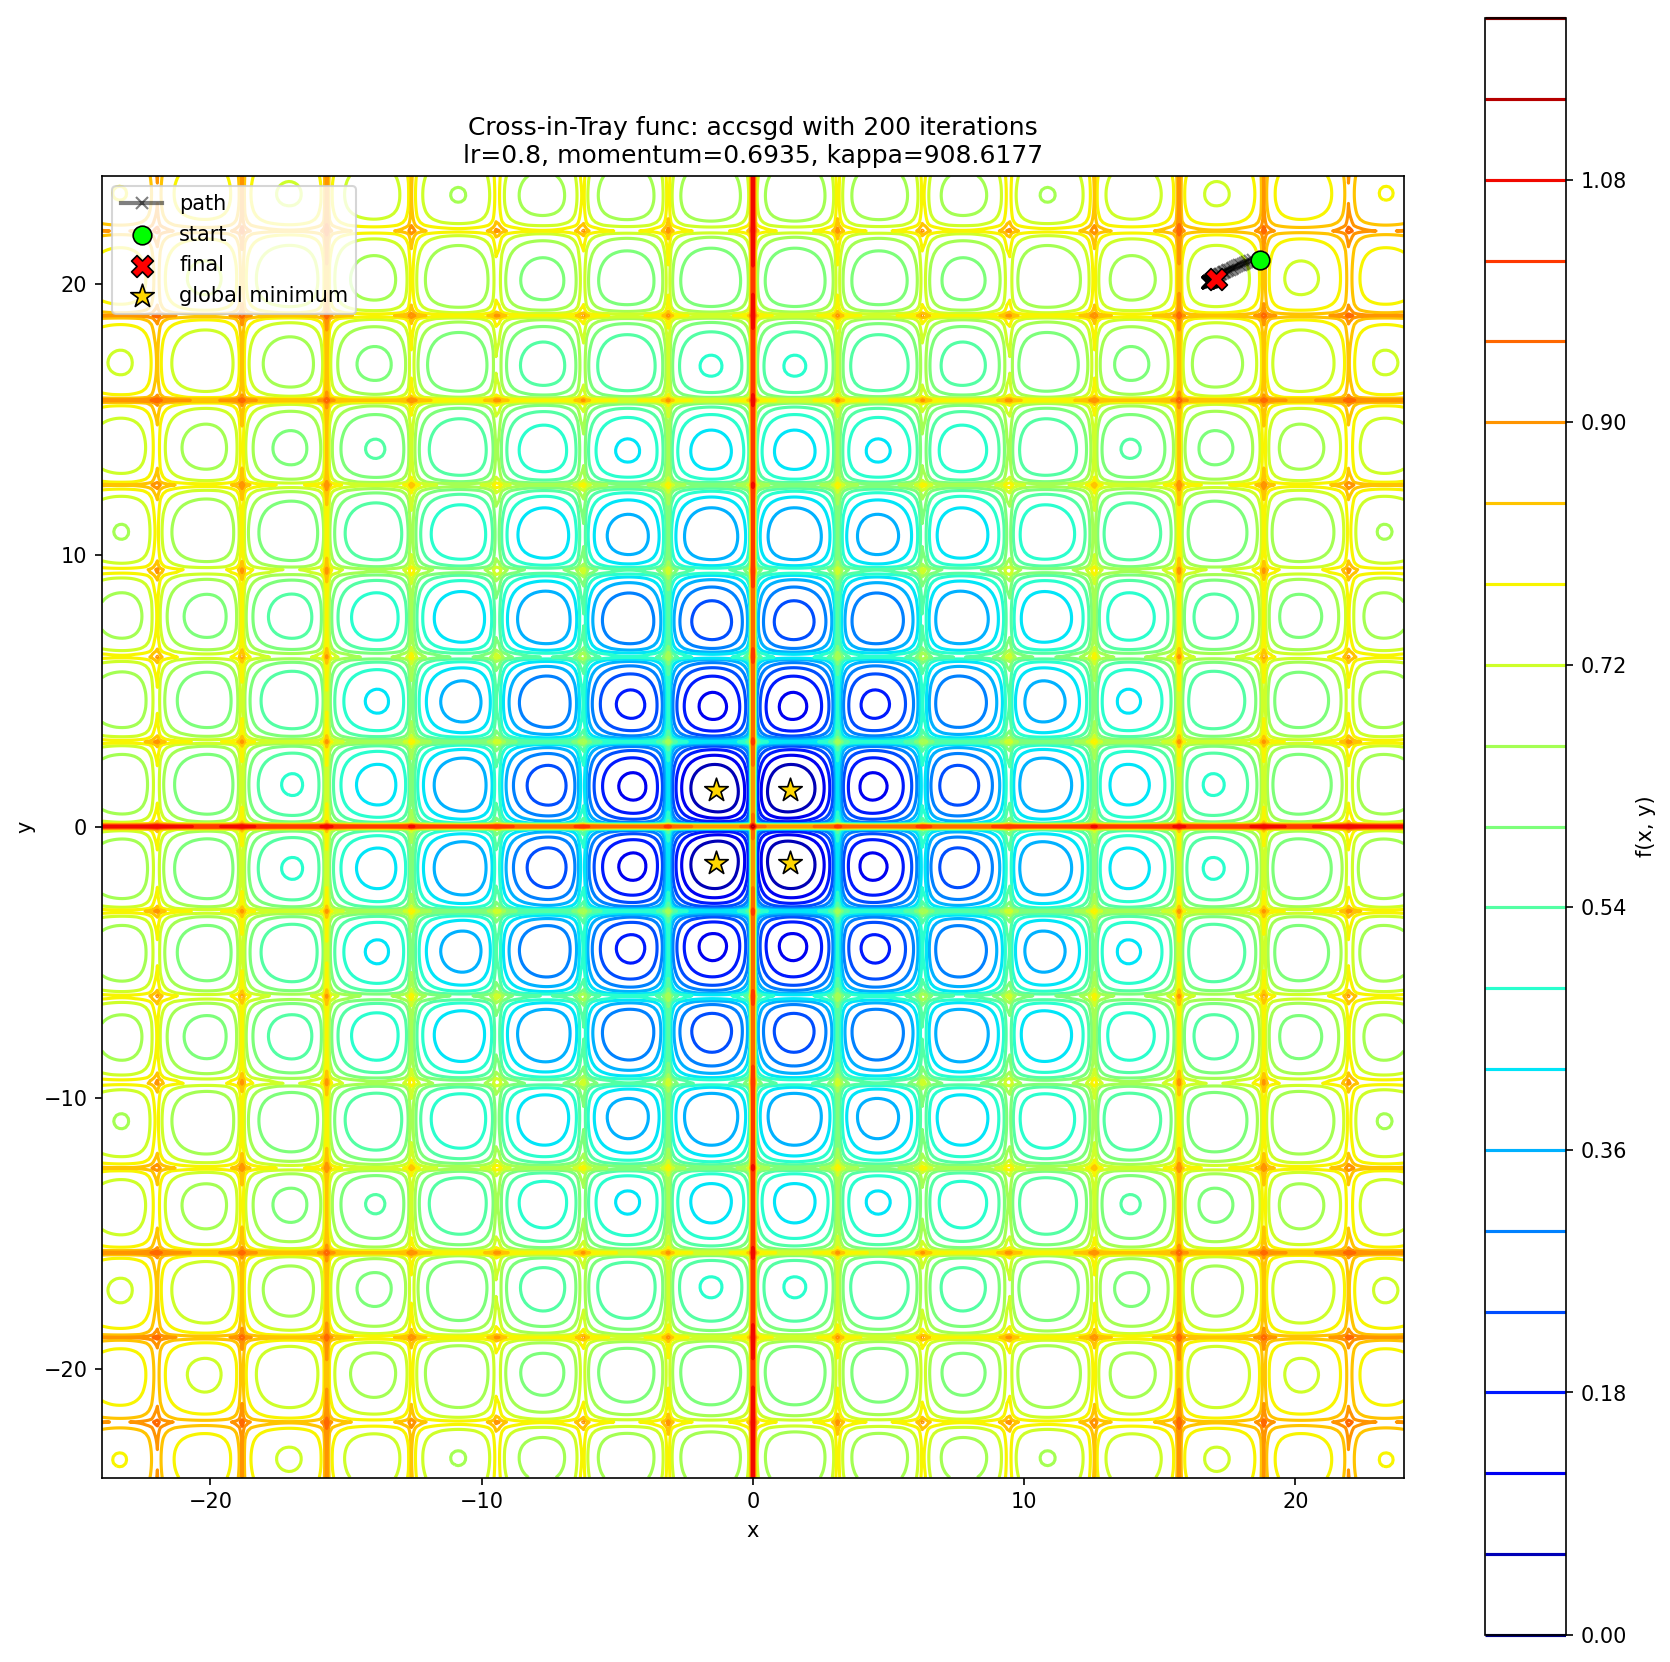 Cross-in-Tray func: accsgd with 200 iterations
lr=0.8, momentum=0.6935, kappa=908.6177
path
start
final
global minimum
20
10
0
−10
−20
y
−20
−10
0
10
20
x
1.08
0.90
0.72
0.54
0.36
0.18
0.00
f(x, y)